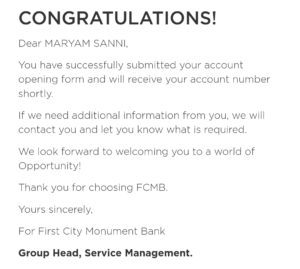 CONGRATULATIONS!
Dear MARYAM SANNI,
You have successfully submitted your account
opening form and will receive your account number
shortly.
If we need additional information from you, we will
contact you and let you know what is required.
We look forward to welcoming you to a world of
Opportunity!
Thank you for choosing FCMB.
Yours sincerely,
For First City Monument Bank
Group Head, Service Management.